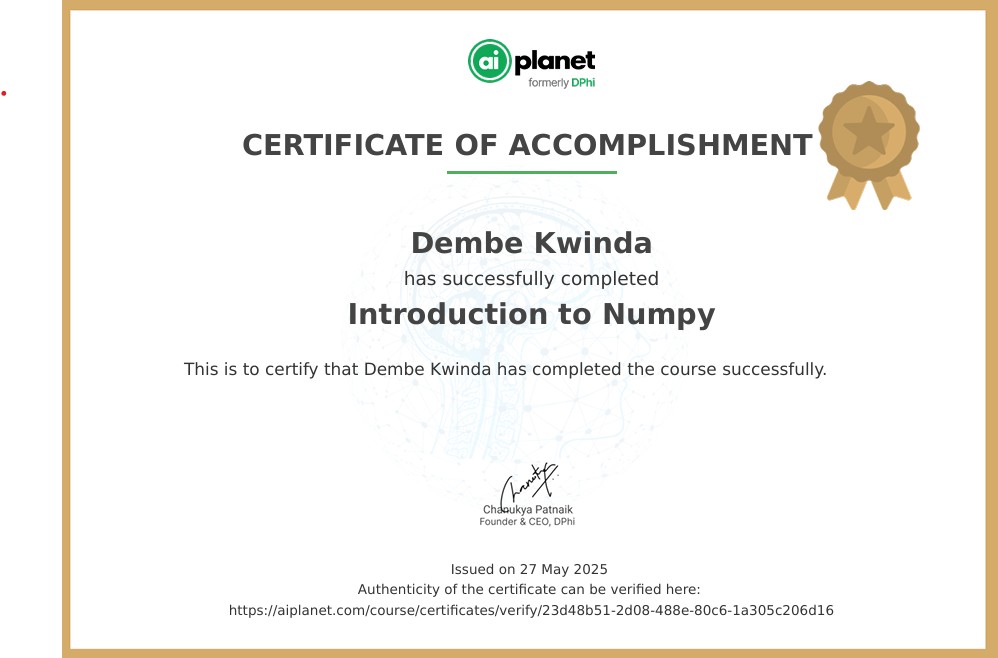 ai planet
formerly DPhi
CERTIFICATE OF ACCOMPLISHMENT
Dembe Kwinda
has successfully completed
Introduction to Numpy
This is to certify that Dembe Kwinda has completed the course successfully.
Chanukya Patnaik
Founder & CEO, DPhi
Issued on 27 May 2025
Authenticity of the certificate can be verified here:
https://aiplanet.com/course/certificates/verify/23d48b51-2d08-488e-80c6-1a305c206d16